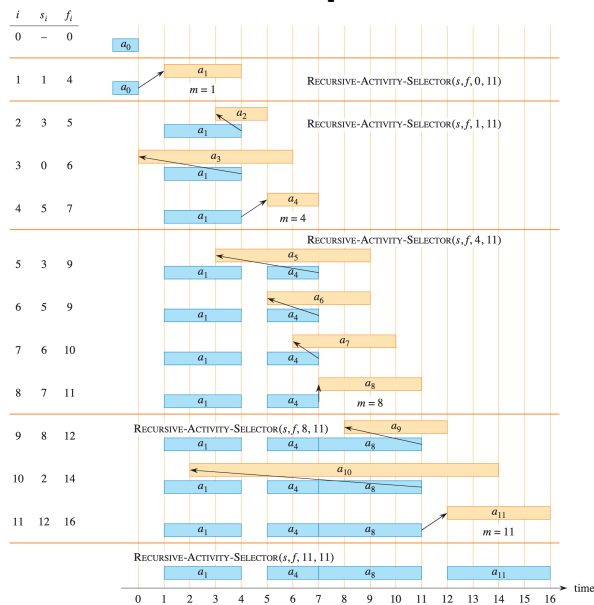 i s_i f_i
0 – 0
a_0
1 1 4 a_0 a_1 m = 1 RECURSIVE-ACTIVITY-SELECTOR(s, f, 0, 11)
2 3 5 a_2 RECURSIVE-ACTIVITY-SELECTOR(s, f, 1, 11)
a_1
3 0 6 a_3
a_1
4 5 7 a_4
a_1 m = 4
RECURSIVE-ACTIVITY-SELECTOR(s, f, 4, 11)
5 3 9 a_5
a_1 a_4
6 5 9 a_6
a_1 a_4
7 6 10 a_7
a_1 a_4
8 7 11 a_8
a_1 a_4 m = 8
RECURSIVE-ACTIVITY-SELECTOR(s, f, 8, 11) a_9
9 8 12 a_1 a_4 a_8
10 2 14 a_10
a_1 a_4 a_8
11 12 16 a_11
a_1 a_4 a_8 m = 11
RECURSIVE-ACTIVITY-SELECTOR(s, f, 11, 11)
a_1 a_4 a_8 a_11
time
0 1 2 3 4 5 6 7 8 9 10 11 12 13 14 15 16